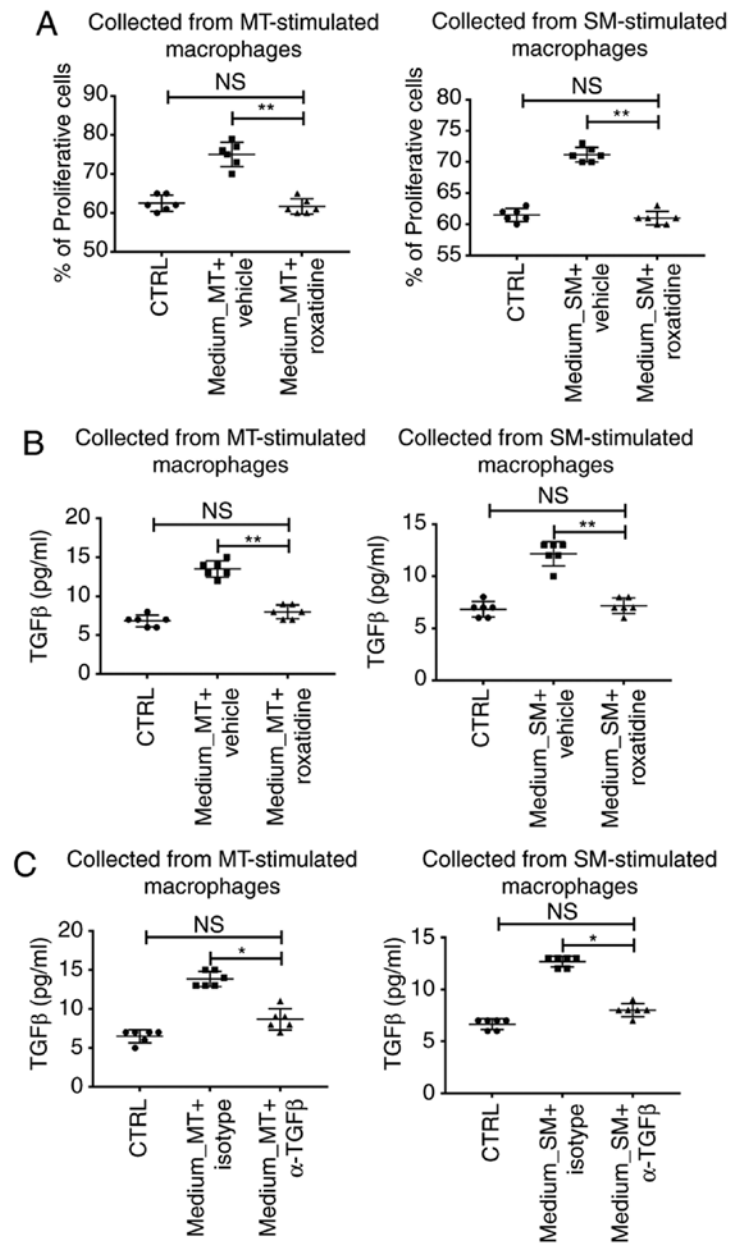 A
Collected from MT-stimulated
macrophages
NS
**
% of Proliferative cells
90
80
70
60
50
CTRL
Medium_MT+
vehicle
Medium_MT+
roxatidine
Collected from SM-stimulated
macrophages
NS
**
% of Proliferative cells
80
75
70
65
60
55
CTRL
Medium_SM+
vehicle
Medium_SM+
roxatidine
B
Collected from MT-stimulated
macrophages
NS
**
TGFβ (pg/ml)
20
15
10
5
0
CTRL
Medium_MT+
vehicle
Medium_MT+
roxatidine
Collected from SM-stimulated
macrophages
NS
**
TGFβ (pg/ml)
15
10
5
0
CTRL
Medium_SM+
vehicle
Medium_SM+
roxatidine
C
Collected from MT-stimulated
macrophages
NS
*
TGFβ (pg/ml)
20
15
10
5
0
CTRL
Medium_MT+
isotype
Medium_MT+
α-TGFβ
Collected from SM-stimulated
macrophages
NS
*
TGFβ (pg/ml)
15
10
5
0
CTRL
Medium_SM+
isotype
Medium_SM+
α-TGFβ